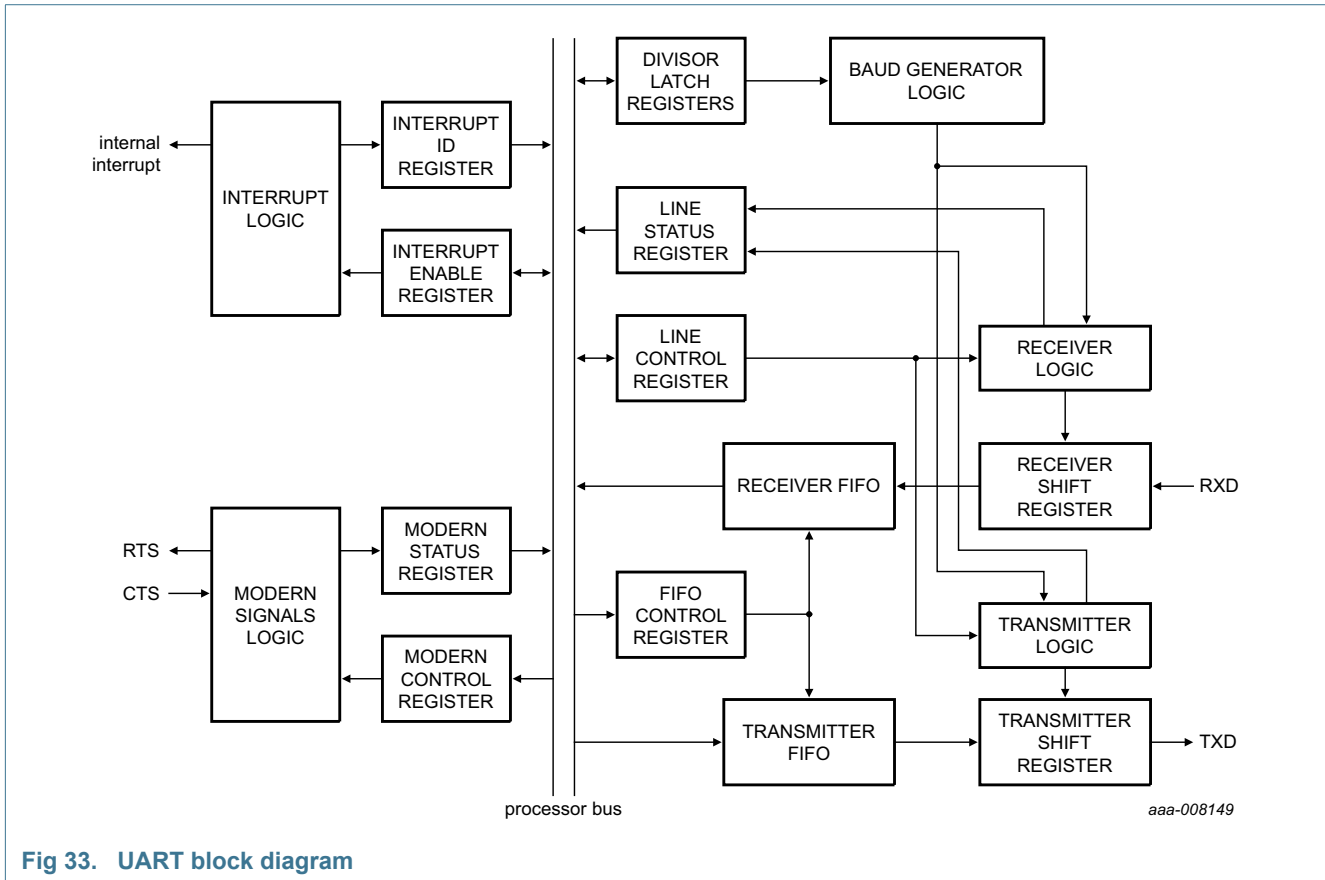 internal
interrupt
INTERRUPT
LOGIC
INTERRUPT
ID
REGISTER
INTERRUPT
ENABLE
REGISTER
RTS
CTS
MODERN
SIGNALS
LOGIC
MODERN
STATUS
REGISTER
MODERN
CONTROL
REGISTER
processor bus
DIVISOR
LATCH
REGISTERS
BAUD GENERATOR
LOGIC
LINE
STATUS
REGISTER
LINE
CONTROL
REGISTER
RECEIVER
LOGIC
RECEIVER FIFO
RECEIVER
SHIFT
REGISTER
RXD
FIFO
CONTROL
REGISTER
TRANSMITTER
LOGIC
TRANSMITTER
FIFO
TRANSMITTER
SHIFT
REGISTER
TXD
aaa-008149
Fig 33. UART block diagram